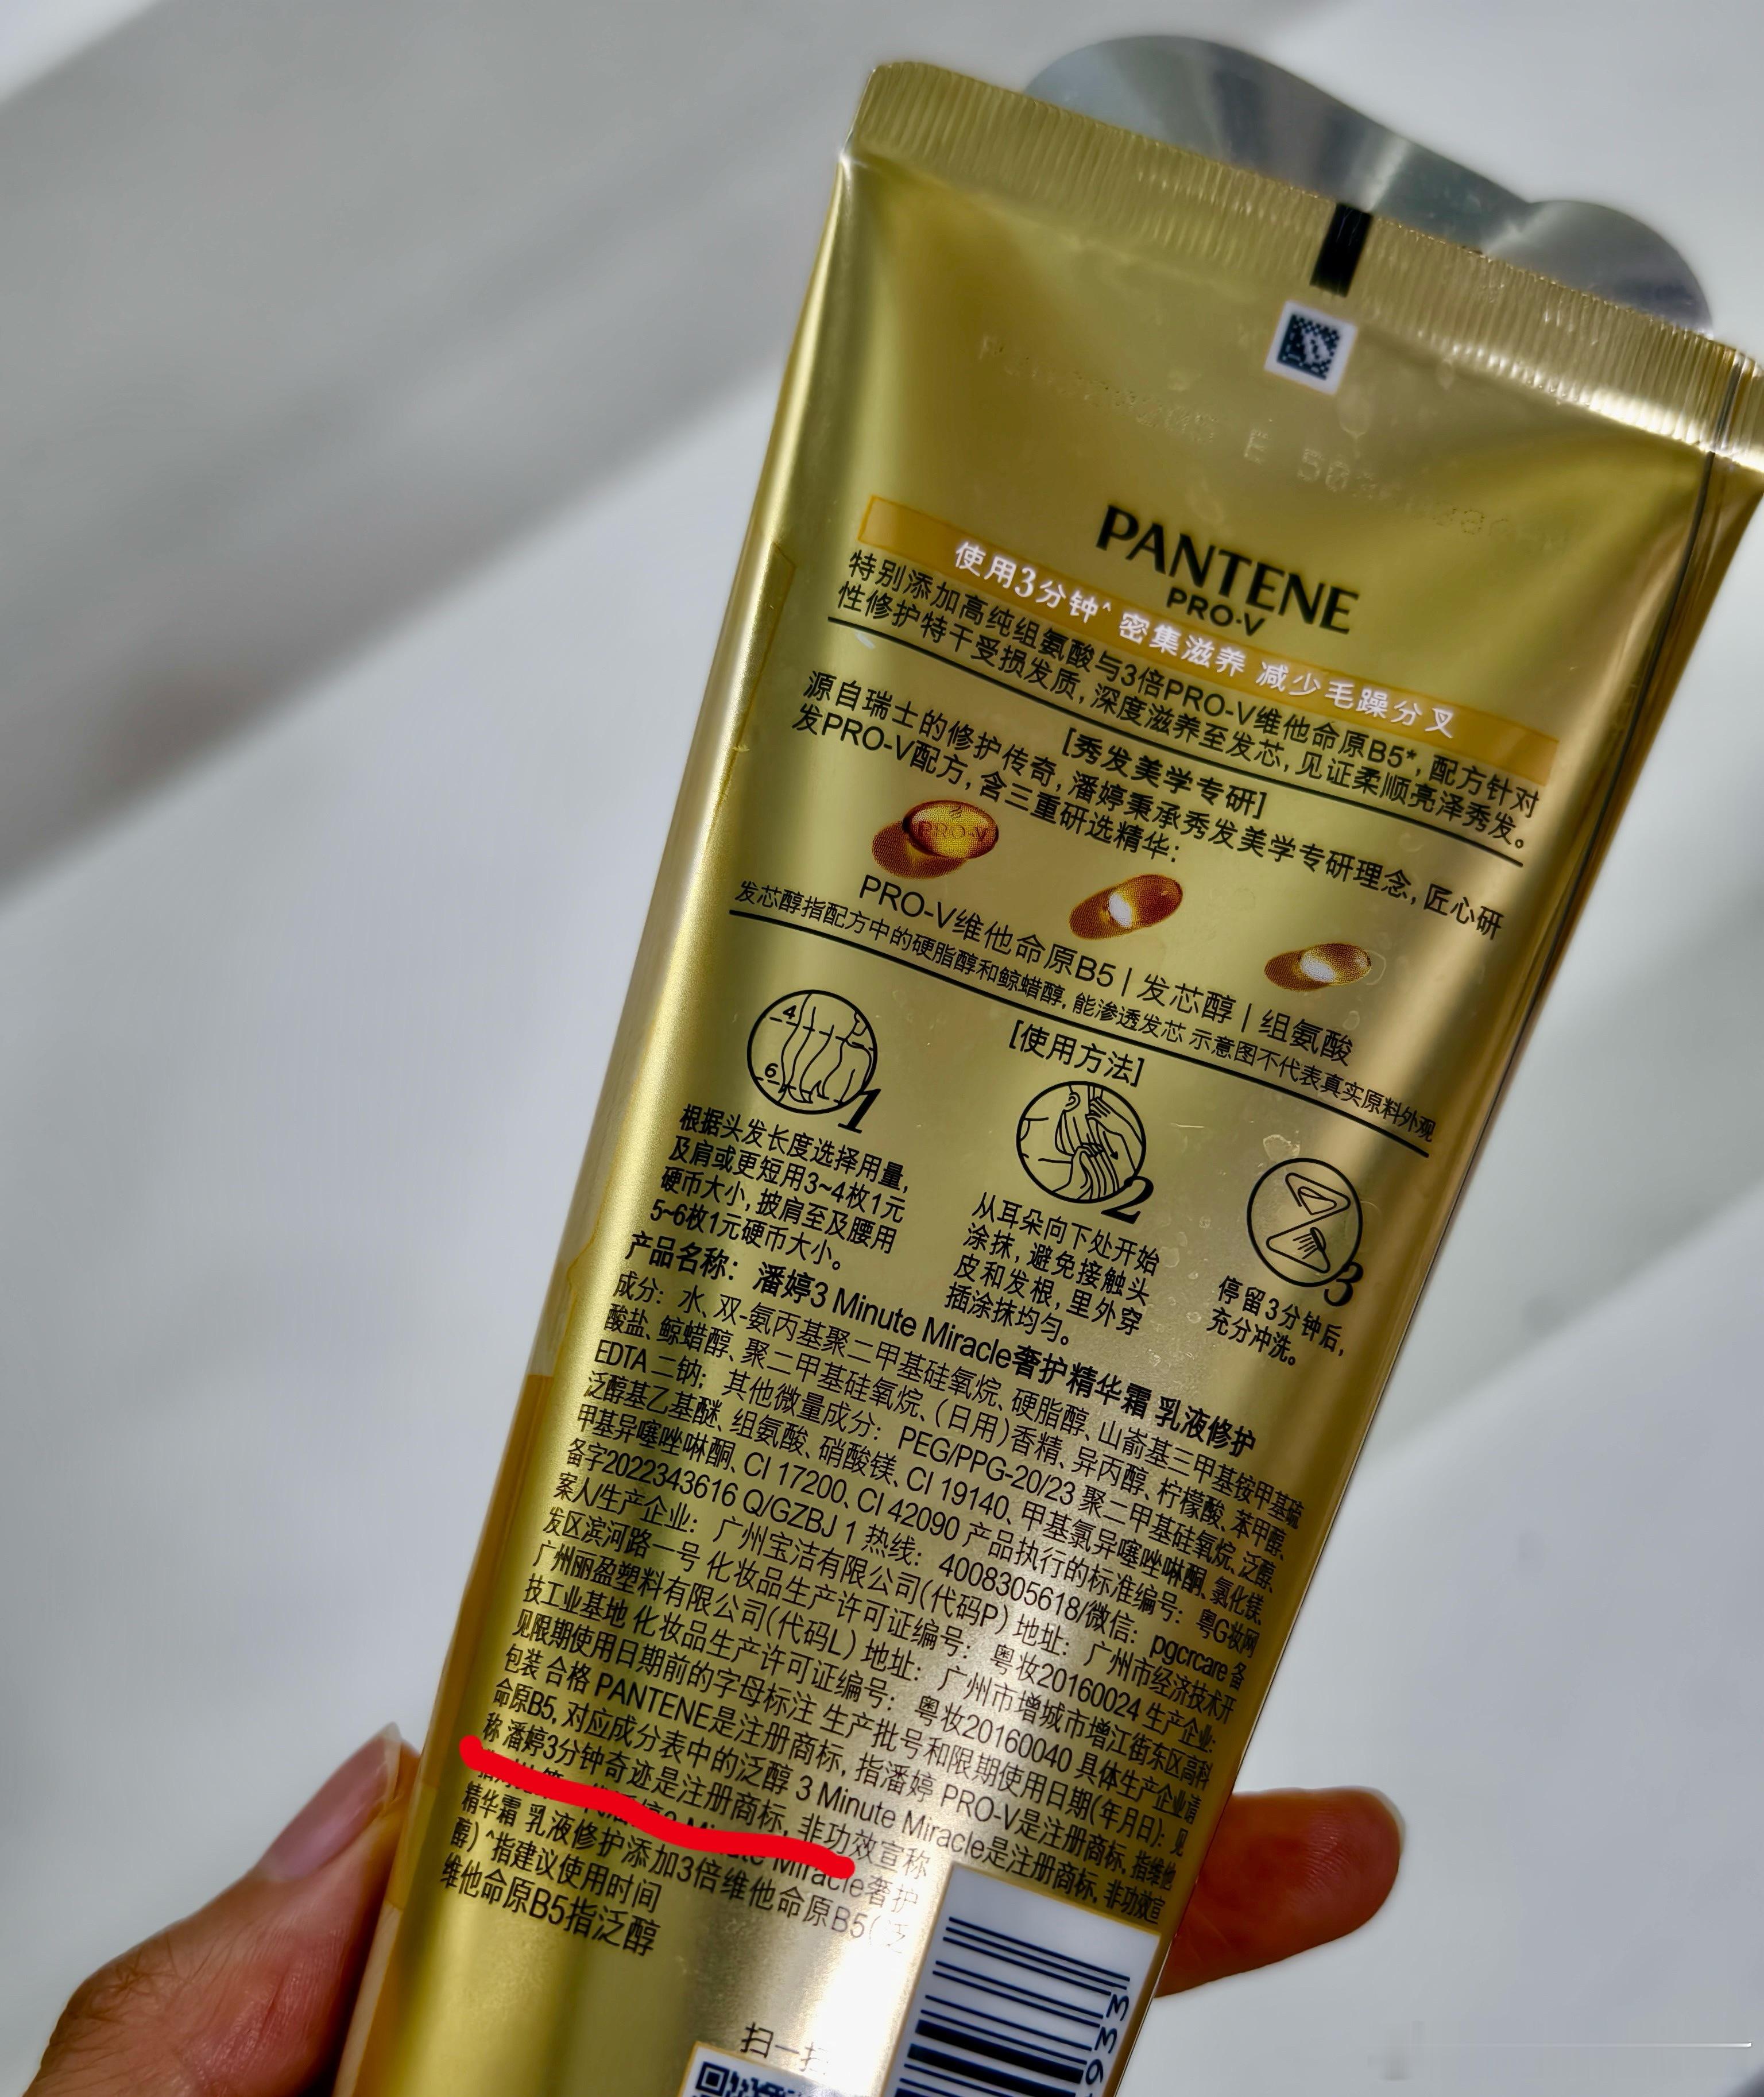 PANTENE
PRO-V
使用3分钟^ 密集滋养 减少毛躁分叉
特别添加高纯组氨酸与3倍PRO-V维他命原B5*, 配方针对
性修护特干受损发质, 深度滋养至发芯, 见证柔顺亮泽秀发。
[秀发美学专研]
源自瑞士的修护传奇, 潘婷秉承秀发美学专研理念, 匠心研
发PRO-V配方, 含三重研选精华:
PRO-V
PRO-V维他命原B5 | 发芯醇 | 组氨酸
发芯醇指配方中的硬脂醇和鲸蜡醇, 能渗透发芯 示意图不代表真实原料外观
[使用方法]
4
6
1
根据头发长度选择用量,
及肩或更短用3~4枚1元
硬币大小, 披肩至及腰用
5~6枚1元硬币大小。
2
从耳朵向下处开始
涂抹, 避免接触头
皮和发根, 里外穿
插涂抹均匀。
3
停留3分钟后,
充分冲洗。
产品名称: 潘婷3 Minute Miracle奢护精华霜 乳液修护
成分: 水、双-氨丙基聚二甲基硅氧烷、硬脂醇、山嵛基三甲基铵甲基硫
酸盐、鲸蜡醇、聚二甲基硅氧烷、(日用)香精、异丙醇、柠檬酸、苯甲醇、
EDTA 二钠; 其他微量成分: PEG/PPG-20/23 聚二甲基硅氧烷、泛醇、
泛醇基乙基醚、组氨酸、硝酸镁、CI 19140、甲基氯异噻唑啉酮、氯化镁、
甲基异噻唑啉酮、CI 17200、CI 42090 产品执行的标准编号: 粤G妆网
备字2022343616 Q/GZBJ 1 热线: 4008305618/微信: pgcrcare 备
案人/生产企业: 广州宝洁有限公司(代码P) 地址: 广州市经济技术开
发区滨河路一号 化妆品生产许可证编号: 粤妆20160024 生产企业:
广州丽盈塑料有限公司(代码L) 地址: 广州市增城市增江街东区高科
技工业基地 化妆品生产许可证编号: 粤妆20160040 具体生产企业请
见限期使用日期前的字母标注 生产批号和限期使用日期(年月日): 见
包装 合格 PANTENE是注册商标, 指潘婷 PRO-V是注册商标, 指维他
命原B5, 对应成分表中的泛醇 3 Minute Miracle是注册商标, 非功效宣
称 潘婷3分钟奇迹是注册商标, 非功效宣称
Minute Miracle奢护
精华霜 乳液修护添加3倍维他命原B5(泛
醇) ^指建议使用时间
维他命原B5指泛醇
扫一扫